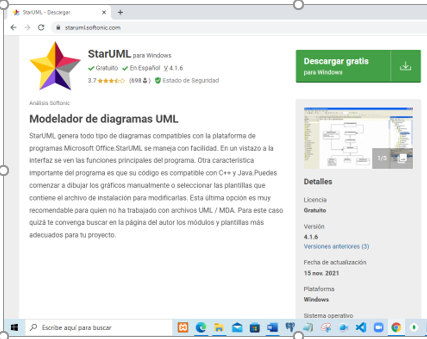 StarUML - Descargar
staruml.softonic.com
StarUML para Windows
Gratuito En Español V 4.1.6
3.7 (698) Estado de Seguridad
Descargar gratis
para Windows
Análisis Softonic
Modelador de diagramas UML
StarUML genera todo tipo de diagramas compatibles con la plataforma de
programas Microsoft Office.StarUML se maneja con facilidad. En un vistazo a la
interfaz se ven las funciones principales del programa. Otra característica
importante del programa es que su código es compatible con C++ y Java.Puedes
comenzar a dibujar los gráficos manualmente o seleccionar las plantillas que
contiene el archivo de instalación para modificarlas. Esta última opción es muy
recomendable para quien no ha trabajado con archivos UML / MDA. Para este caso
quizá te convenga buscar en la página del autor los módulos y plantillas más
adecuados para tu proyecto.
1/5
Detalles
Licencia
Gratuito
Versión
4.1.6
Versiones anteriores (3)
Fecha de actualización
15 nov. 2021
Plataforma
Windows
Sistema operativo
Escribe aquí para buscar